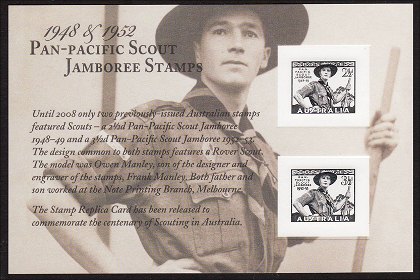 1948 & 1952
PAN-PACIFIC SCOUT
JAMBOREE STAMPS
Until 2008 only two previously-issued Australian stamps
featured Scouts – a 2½d Pan-Pacific Scout Jamboree
1948-49 and a 3½d Pan-Pacific Scout Jamboree 1952-53.
The design common to both stamps features a Rover Scout.
The model was Owen Manley, son of the designer and
engraver of the stamps, Frank Manley. Both father and
son worked at the Note Printing Branch, Melbourne.
The Stamp Replica Card has been released to
commemorate the centenary of Scouting in Australia.
2½D
AUSTRALIA
3½D
AUSTRALIA